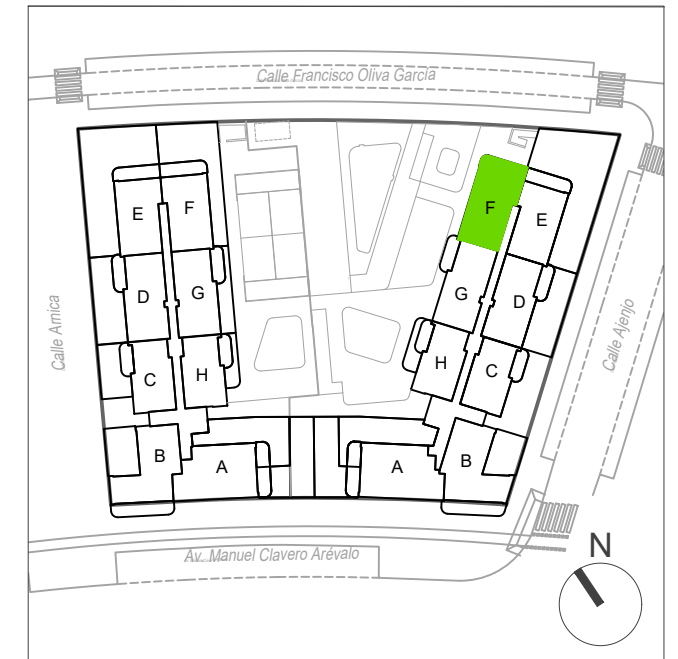 Calle Francisco Oliva García
E
F
D
G
C
H
B
A
F
E
G
D
H
C
A
B
Calle Arnica
Calle Ajenjo
Av. Manuel Clavero Arévalo
N